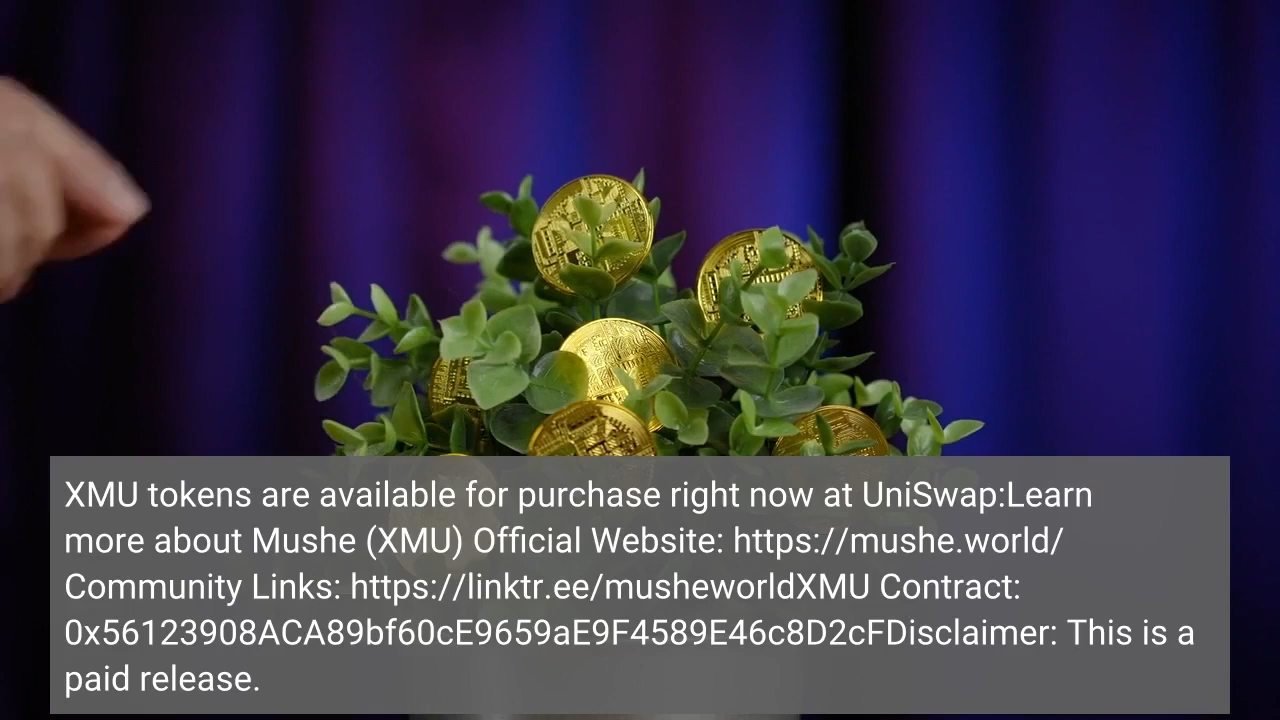 XMU tokens are available for purchase right now at UniSwap:Learn
more about Mushe (XMU) Official Website: https://mushe.world/
Community Links: https://linktr.ee/musheworldXMU Contract:
0x56123908ACA89bf60cE9659aE9F4589E46c8D2cFDisclaimer: This is a
paid release.